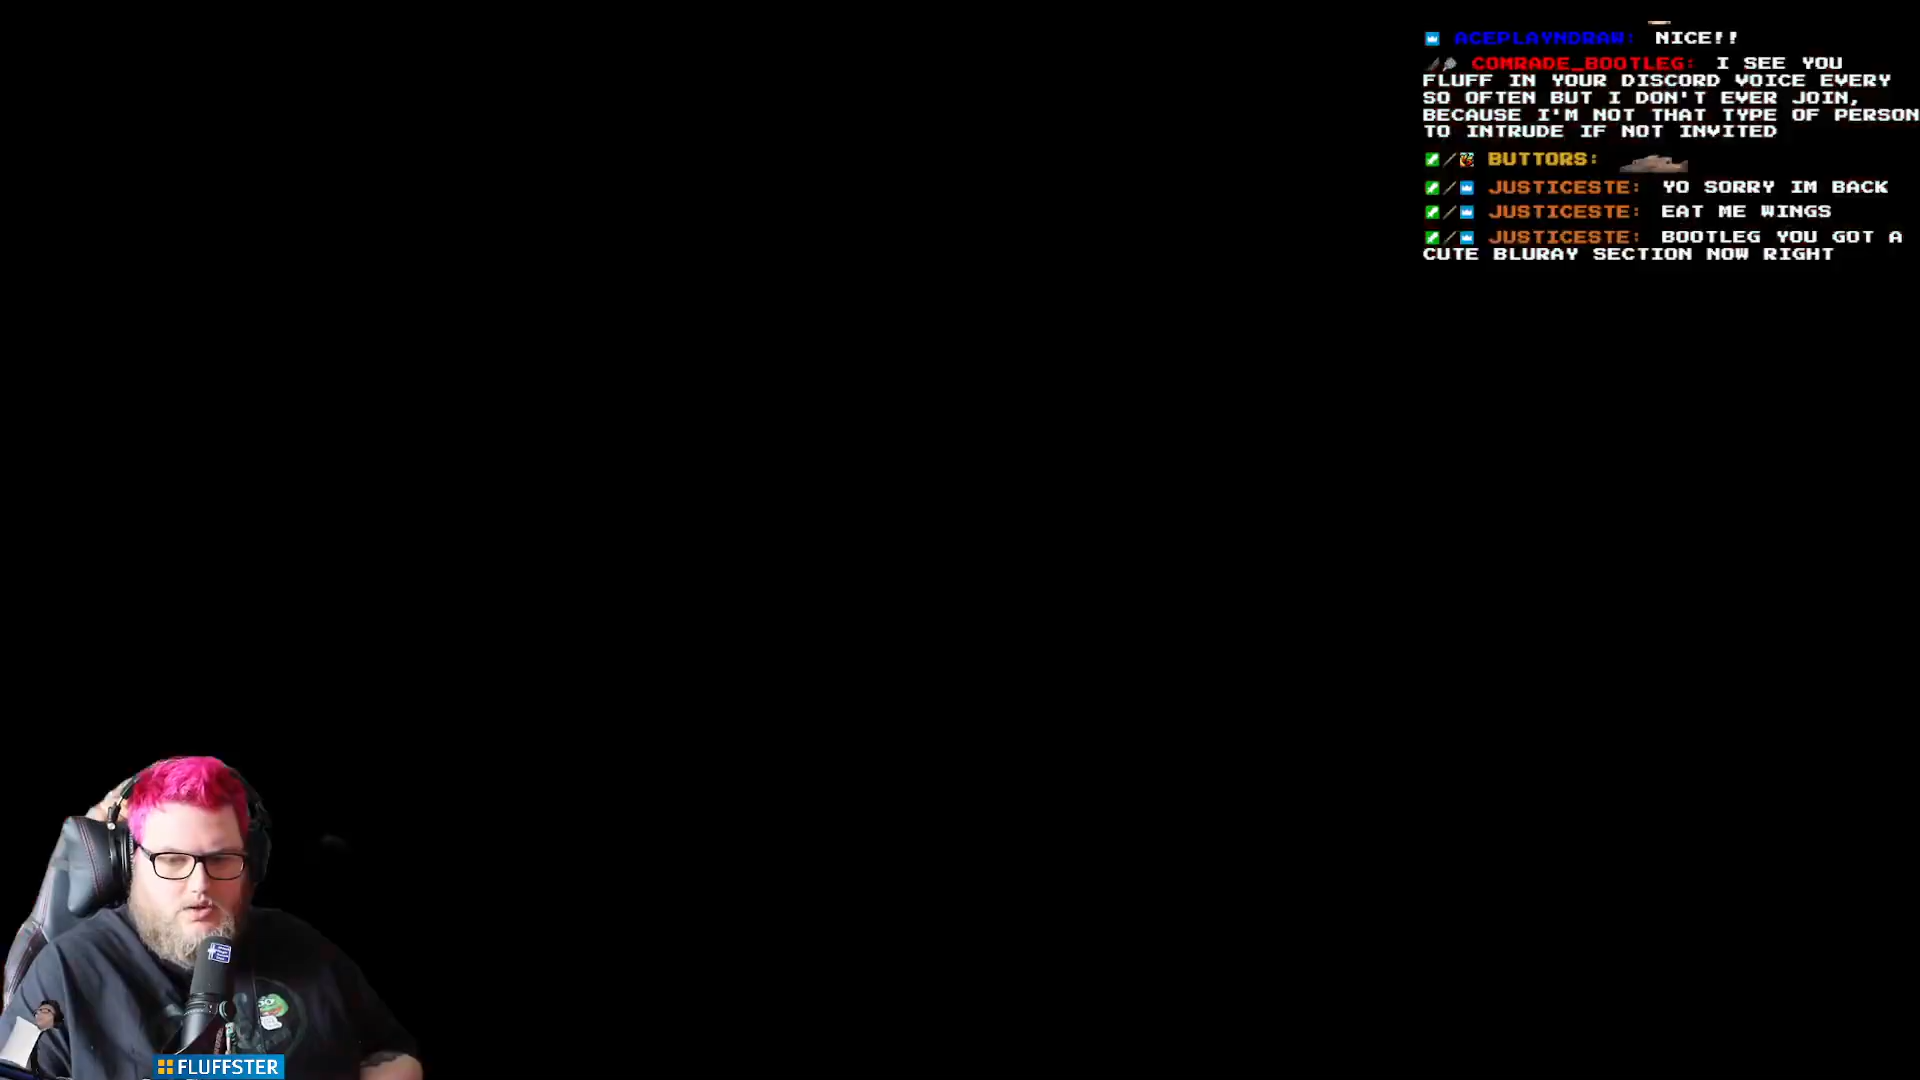 ACEPLAYNDRAW: NICE!!
COMRADE_BOOTLEG: I SEE YOU
FLUFF IN YOUR DISCORD VOICE EVERY
SO OFTEN BUT I DON'T EVER JOIN,
BECAUSE I'M NOT THAT TYPE OF PERSON
TO INTRUDE IF NOT INVITED
BUTTORS:
JUSTICESTE: YO SORRY IM BACK
JUSTICESTE: EAT ME WINGS
JUSTICESTE: BOOTLEG YOU GOT A
CUTE BLURAY SECTION NOW RIGHT
FLUFFSTER